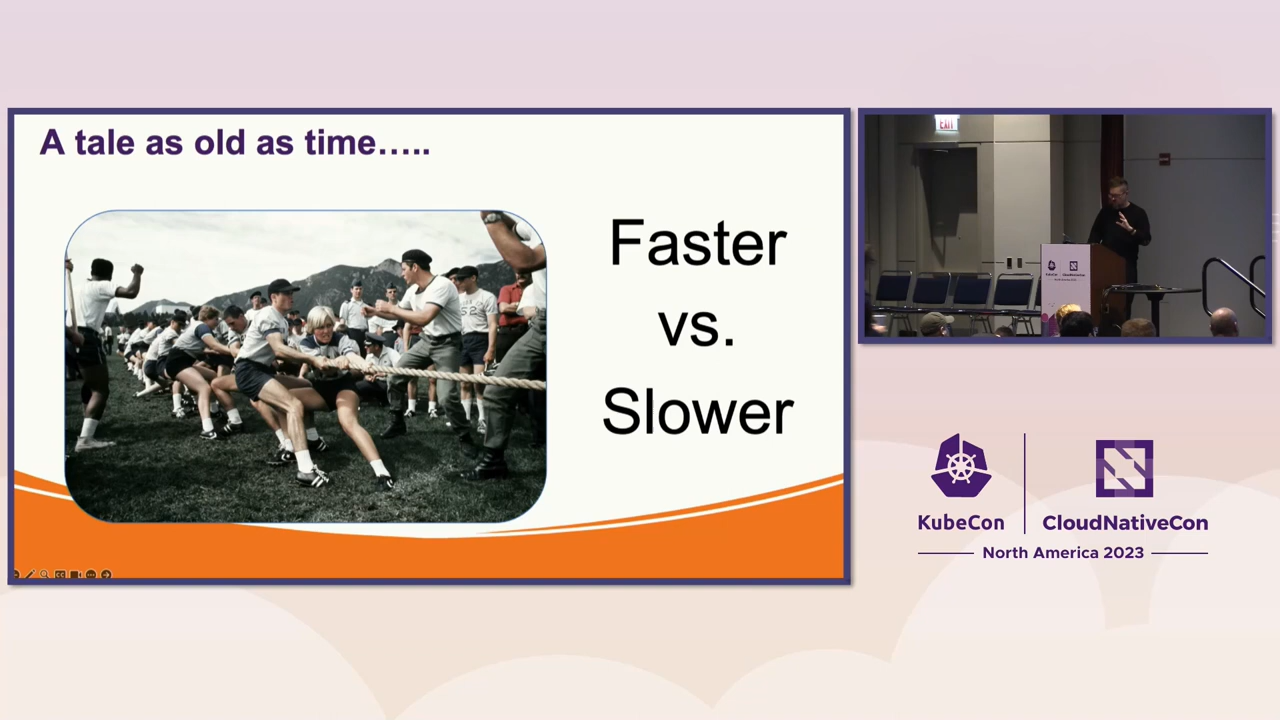 A tale as old as time.....
Faster
vs.
Slower
EXIT
KubeCon
CloudNativeCon
North America 2023